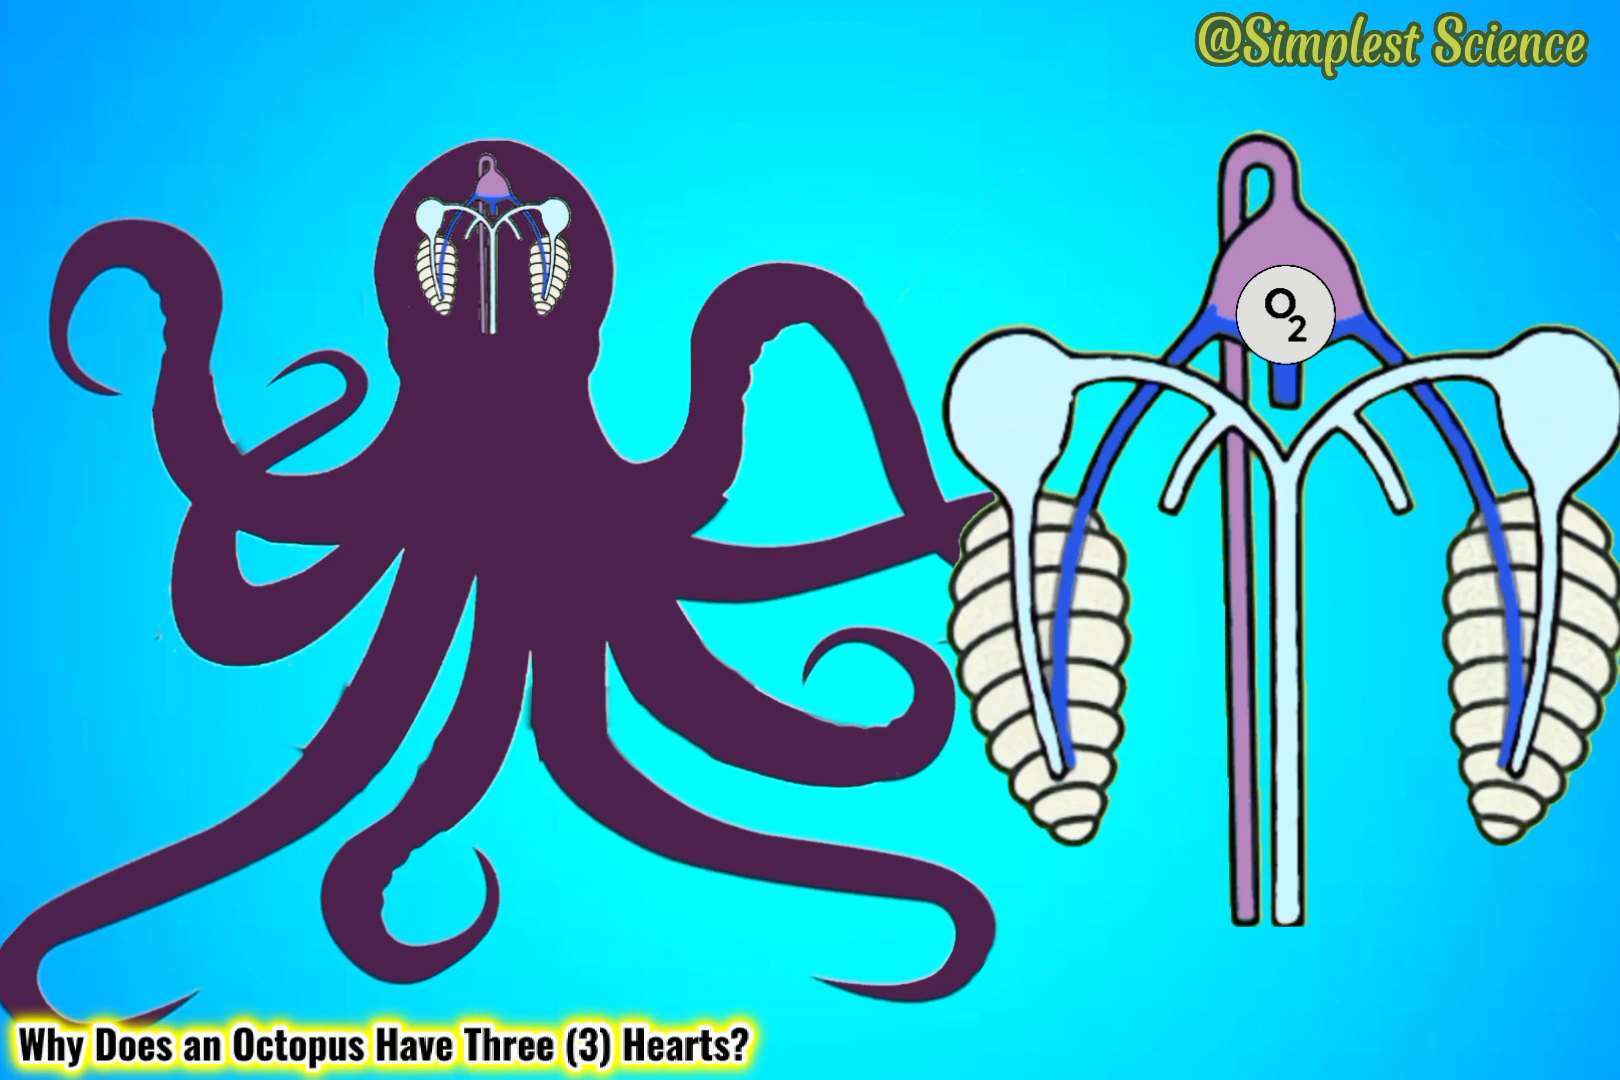 @Simplest Science
O2
Why Does an Octopus Have Three (3) Hearts?